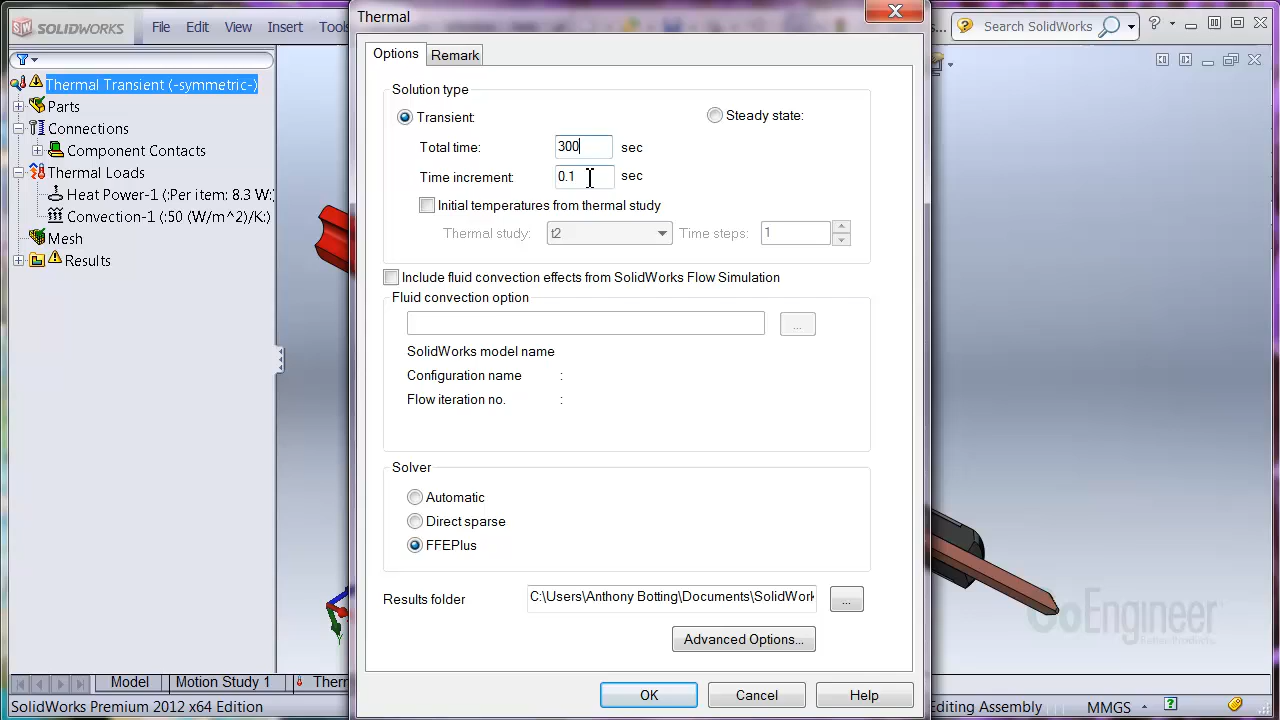 Thermal
SOLIDWORKS File Edit View Insert Tools
s... Search SolidWorks ?
Options Remark
Thermal Transient (-symmetric-)
Parts
Connections
Component Contacts
Thermal Loads
Heat Power-1 (:Per item: 8.3 W:
Convection-1 (:50 (W/m^2)/K:)
Mesh
Results
Solution type
Transient: Steady state:
Total time: 300 sec
Time increment: 0.1 sec
Initial temperatures from thermal study
Thermal study: t2 Time steps: 1
Include fluid convection effects from SolidWorks Flow Simulation
Fluid convection option
...
SolidWorks model name
Configuration name :
Flow iteration no. :
Solver
Automatic
Direct sparse
FFEPlus
Results folder C:\Users\Anthony Botting\Documents\SolidWork ...
Advanced Options...
GoEngineer
Model Motion Study 1 Therr
OK Cancel Help
SolidWorks Premium 2012 x64 Edition
Editing Assembly MMGS ?